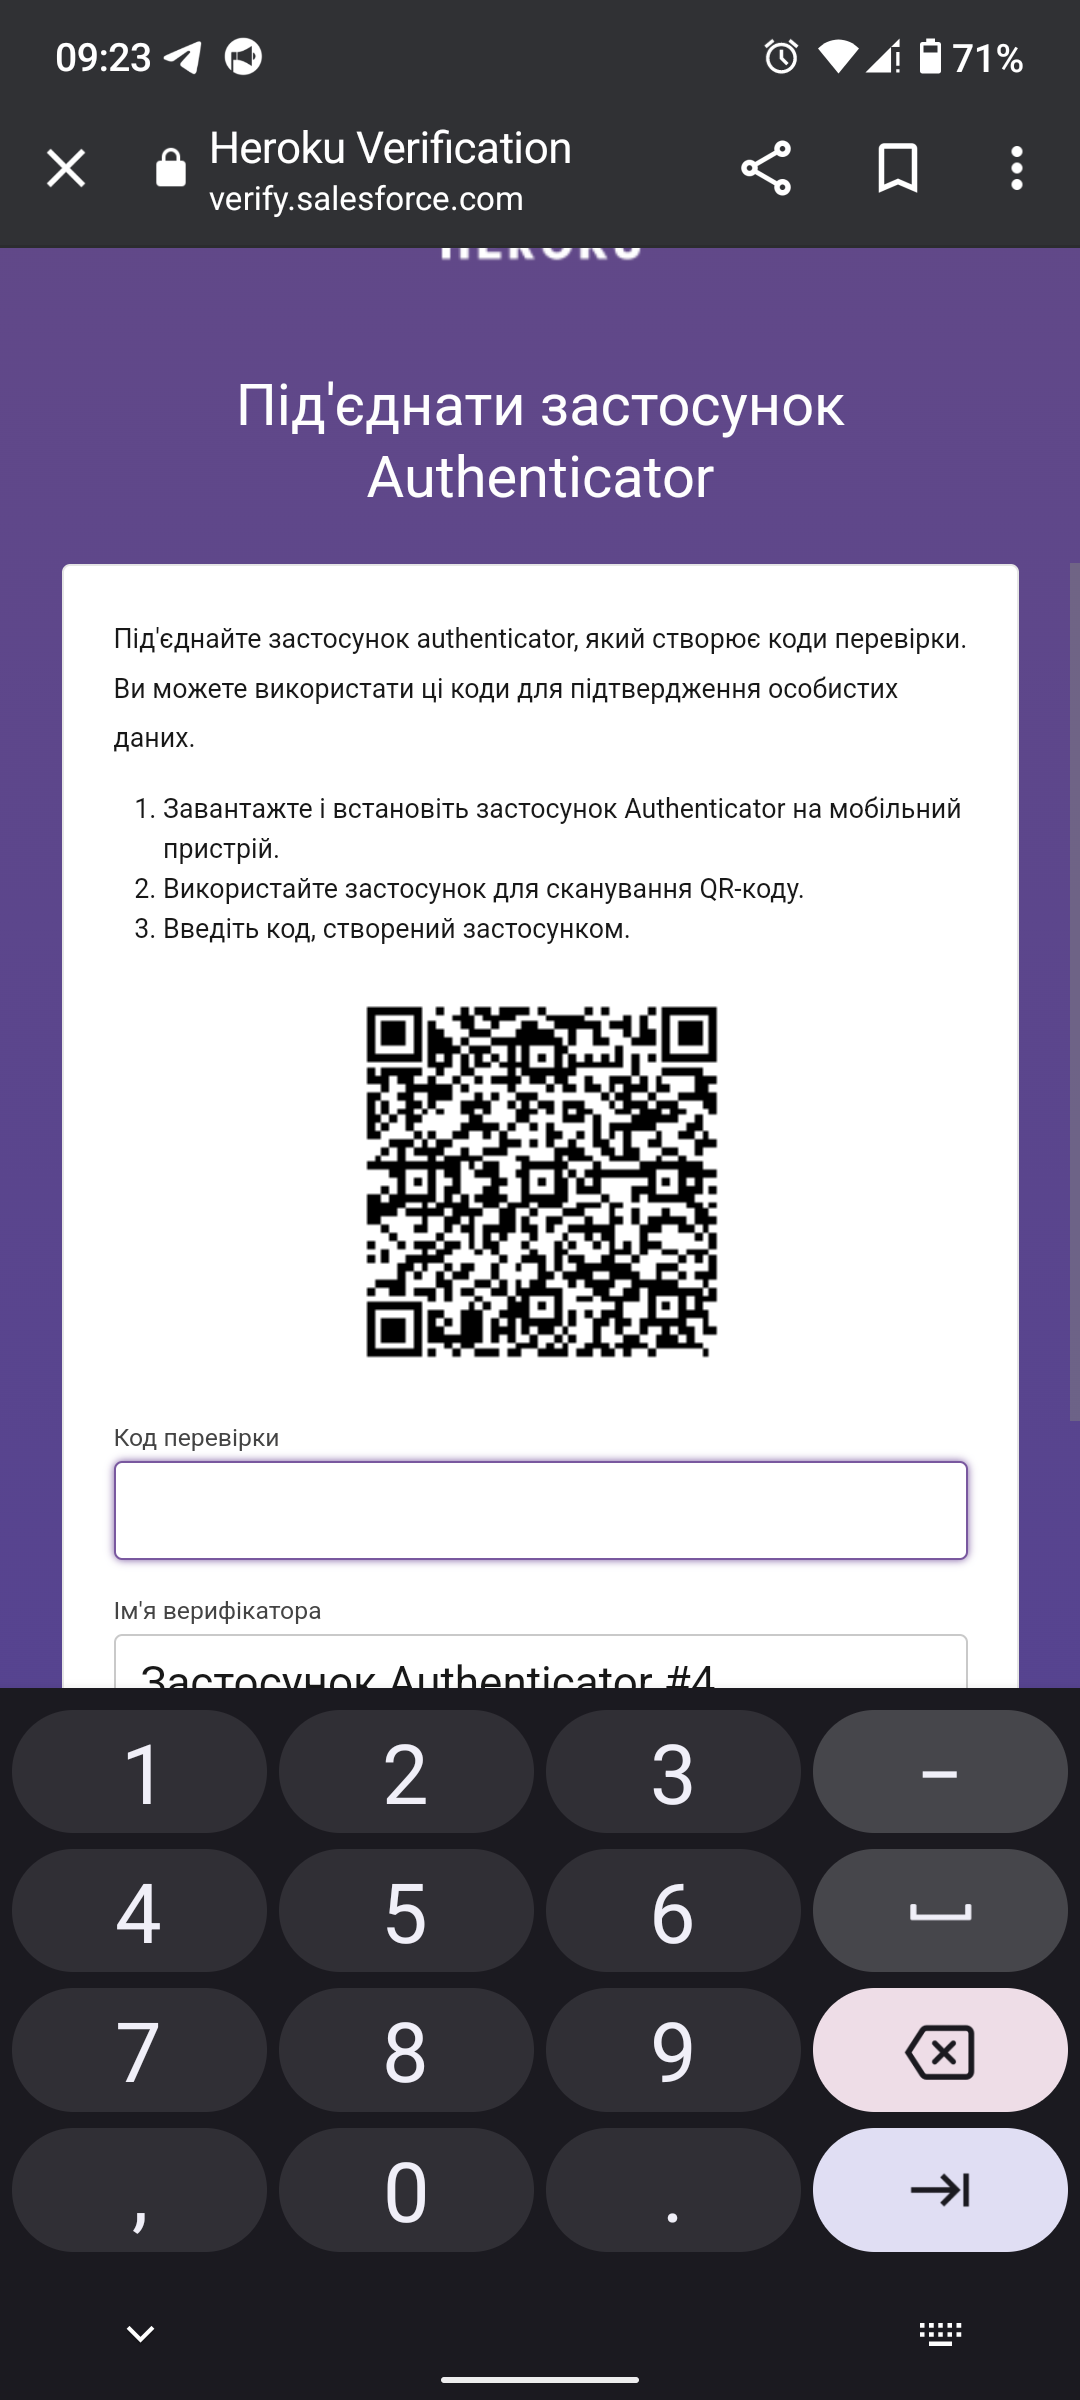 09:23
71%
Heroku Verification
verify.salesforce.com
HEROKU
Під'єднати застосунок
Authenticator
Під'єднайте застосунок authenticator, який створює коди перевірки.
Ви можете використати ці коди для підтвердження особистих
даних.
1. Завантажте і встановіть застосунок Authenticator на мобільний
пристрій.
2. Використайте застосунок для сканування QR-коду.
3. Введіть код, створений застосунком.
Код перевірки
Ім'я верифікатора
Застосунок Authenticator #4
1 2 3 –
4 5 6
7 8 9
, 0 .